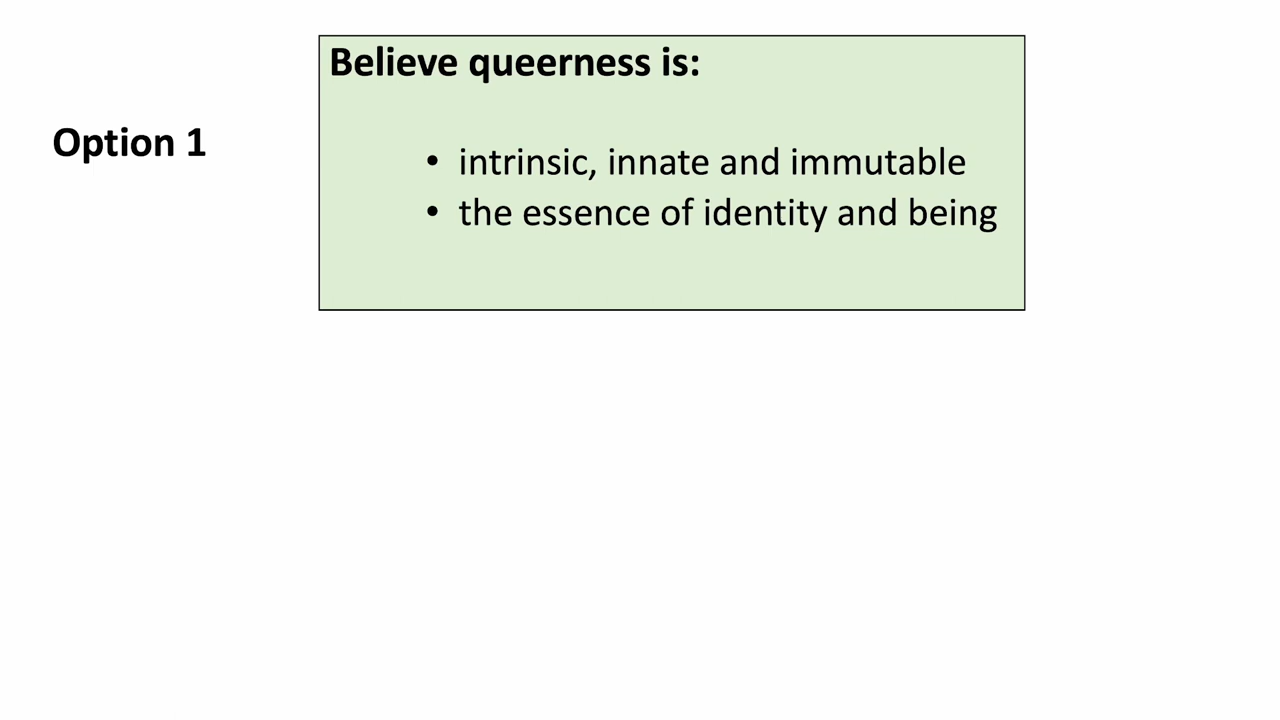 Believe queerness is:
Option 1
• intrinsic, innate and immutable
• the essence of identity and being